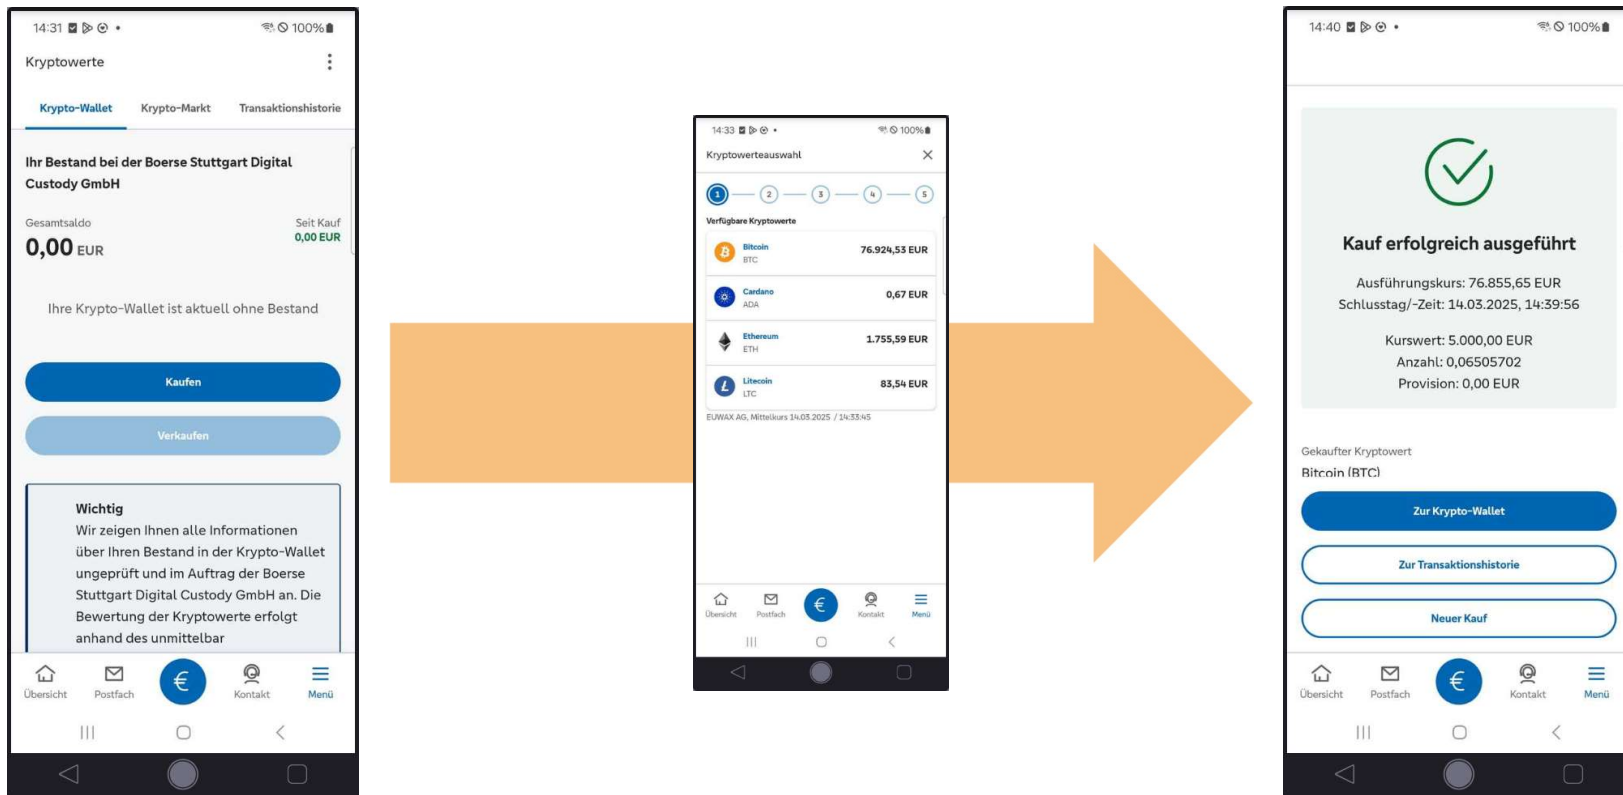 14:31
100%
Kryptowerte
Krypto-Wallet Krypto-Markt Transaktionshistorie
Ihr Bestand bei der Boerse Stuttgart Digital
Custody GmbH
Gesamtsaldo Seit Kauf
0,00 EUR 0,00 EUR
Ihre Krypto-Wallet ist aktuell ohne Bestand
Kaufen
Verkaufen
Wichtig
Wir zeigen Ihnen alle Informationen
über Ihren Bestand in der Krypto-Wallet
ungeprüft und im Auftrag der Boerse
Stuttgart Digital Custody GmbH an. Die
Bewertung der Kryptowerte erfolgt
anhand des unmittelbar
Übersicht Postfach € Kontakt Menü
14:33
100%
Kryptowerteauswahl
1 2 3 4 5
Verfügbare Kryptowerte
Bitcoin 76.924,53 EUR
BTC
Cardano 0,67 EUR
ADA
Ethereum 1.755,59 EUR
ETH
Litecoin 83,54 EUR
LTC
EUWAX AG, Mittelkurs 14.03.2025 / 14:33:45
Übersicht Postfach € Kontakt Menü
14:40
100%
Kauf erfolgreich ausgeführt
Ausführungskurs: 76.855,65 EUR
Schlusstag/-Zeit: 14.03.2025, 14:39:56
Kurswert: 5.000,00 EUR
Anzahl: 0,06505702
Provision: 0,00 EUR
Gekaufter Kryptowert
Bitcoin (BTC)
Zur Krypto-Wallet
Zur Transaktionshistorie
Neuer Kauf
Übersicht Postfach € Kontakt Menü